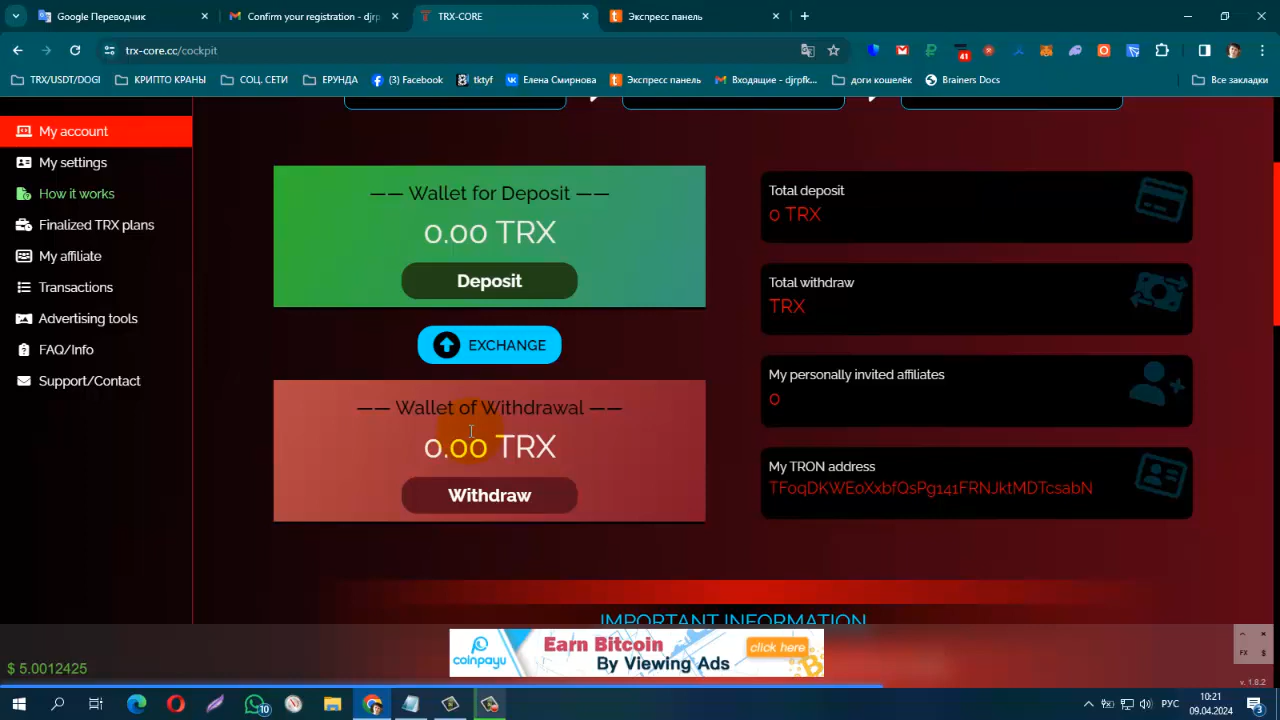 Google Переводчик
Confirm your registration - djrp
TRX-CORE
Экспресс панель
trx-core.cc/cockpit
41
TRX/USDT/DOGI
КРИПТО КРАНЫ
СОЦ. СЕТИ
ЕРУНДА
(3) Facebook
tktyf
Елена Смирнова
Экспресс панель
Входящие - djrpfk...
доги кошелёк
Brainers Docs
Все закладки
My account
My settings
How it works
Finalized TRX plans
My affiliate
Transactions
Advertising tools
FAQ/Info
Support/Contact
—— Wallet for Deposit ——
0.00 TRX
Deposit
EXCHANGE
—— Wallet of Withdrawal ——
0.00 TRX
Withdraw
Total deposit
0 TRX
Total withdraw
TRX
My personally invited affiliates
0
My TRON address
TFoqDKWEoXxbfQsPg141FRNJktMDTcsabN
IMPORTANT INFORMATION
coinpayu
Earn Bitcoin
By Viewing Ads
click here
FX $
$ 5.0012425
v. 1.8.2
10
РУС
10:21
09.04.2024
3